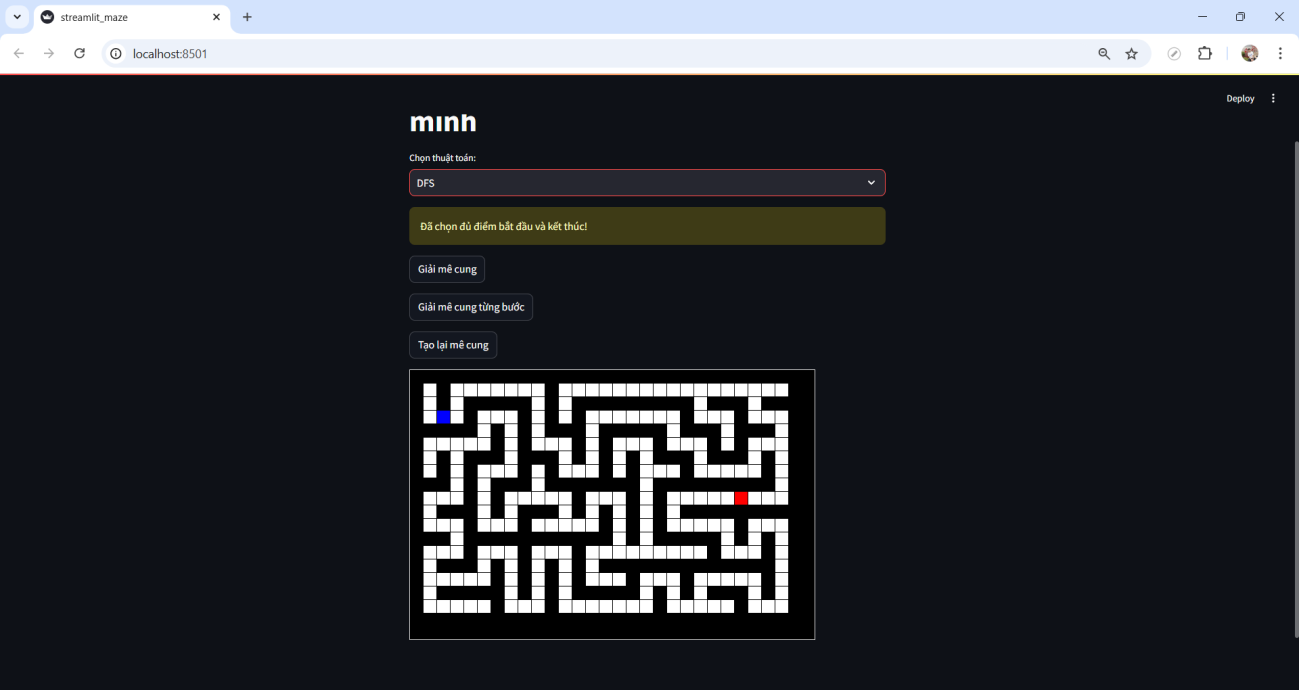 streamlit_maze
localhost:8501
Deploy
minh
Chọn thuật toán:
DFS
Đã chọn đủ điểm bắt đầu và kết thúc!
Giải mê cung
Giải mê cung từng bước
Tạo lại mê cung